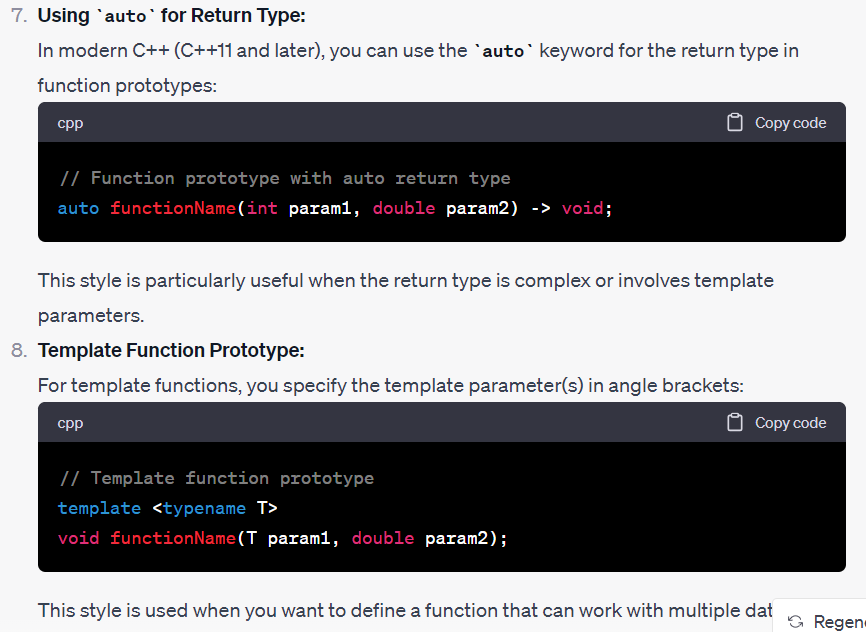 7. Using `auto` for Return Type:
In modern C++ (C++11 and later), you can use the `auto` keyword for the return type in
function prototypes:
cpp Copy code
// Function prototype with auto return type
auto functionName(int param1, double param2) -> void;
This style is particularly useful when the return type is complex or involves template
parameters.
8. Template Function Prototype:
For template functions, you specify the template parameter(s) in angle brackets:
cpp Copy code
// Template function prototype
template <typename T>
void functionName(T param1, double param2);
This style is used when you want to define a function that can work with multiple